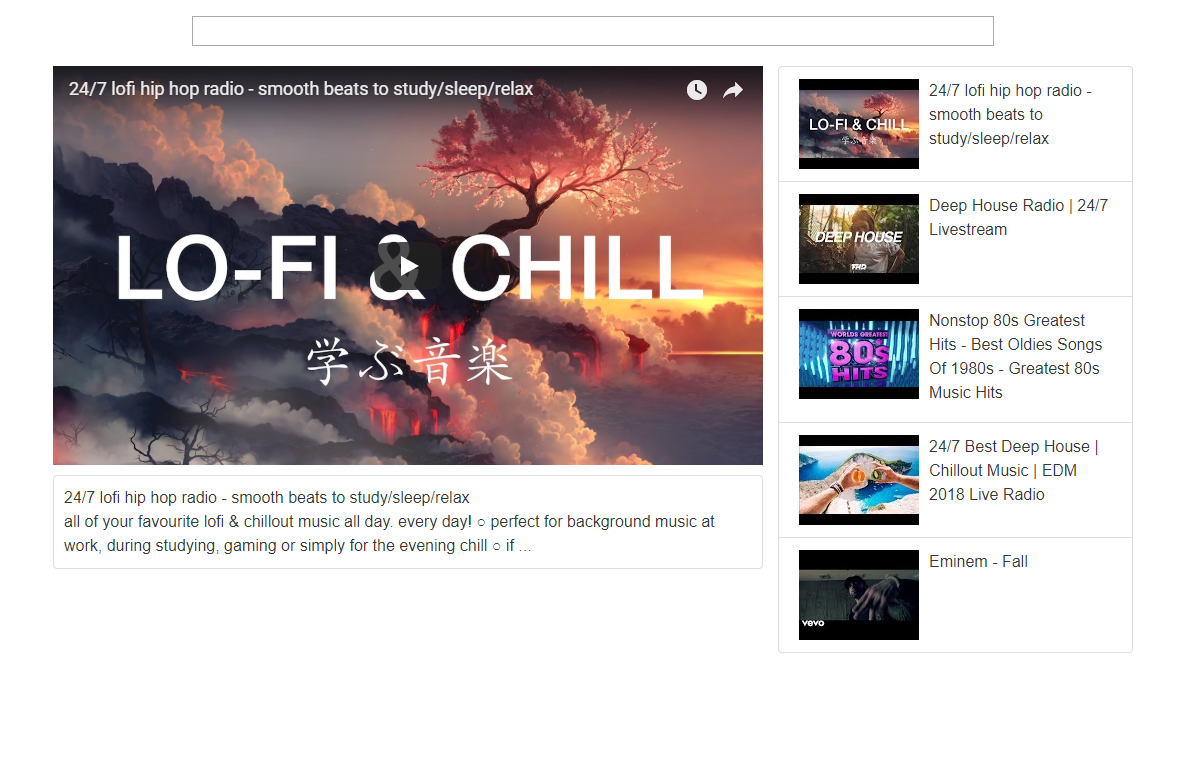 24/7 lofi hip hop radio - smooth beats to study/sleep/relax
LO-FI & CHILL
学ぶ音楽
24/7 lofi hip hop radio - smooth beats to study/sleep/relax
all of your favourite lofi & chillout music all day. every day! ○ perfect for background music at
work, during studying, gaming or simply for the evening chill ○ if ...
LO-FI & CHILL
学ぶ音楽
24/7 lofi hip hop radio -
smooth beats to
study/sleep/relax
DEEP HOUSE
FHD
Deep House Radio | 24/7
Livestream
WORLDS GREATEST
80's
HITS
Nonstop 80s Greatest
Hits - Best Oldies Songs
Of 1980s - Greatest 80s
Music Hits
24/7 Best Deep House |
Chillout Music | EDM
2018 Live Radio
vevo
Eminem - Fall